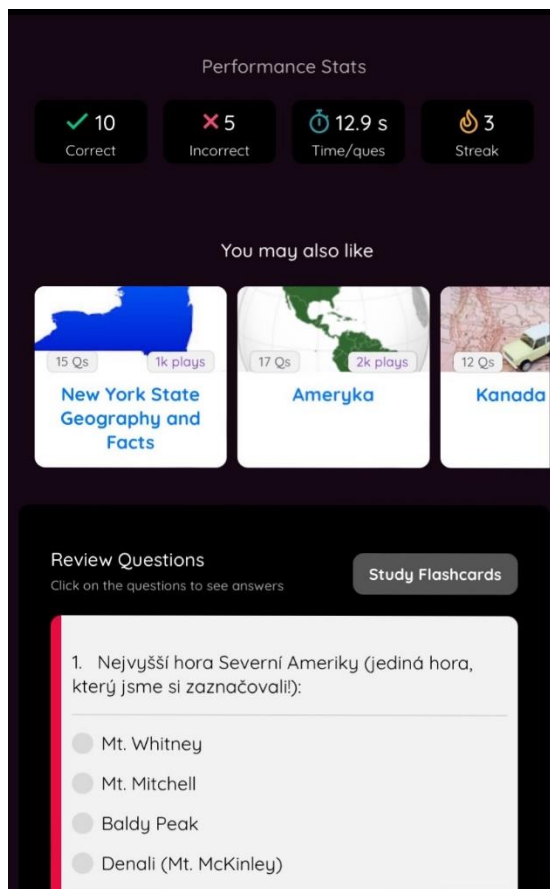 Performance Stats
10
5
12.9 s
3
Correct
Incorrect
Time/ques
Streak
You may also like
15 Qs
1k plays
New York State
Geography and
Facts
17 Qs
2k plays
Ameryka
12 Qs
Kanada
Review Questions
Click on the questions to see answers
Study Flashcards
1. Nejvyšší hora Severní Ameriky (jediná hora,
který jsme si zaznačovali!):
Mt. Whitney
Mt. Mitchell
Baldy Peak
Denali (Mt. McKinley)